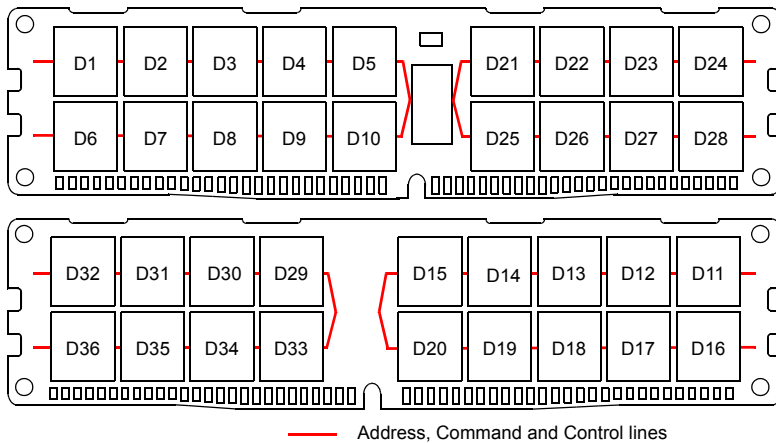 D1 D2 D3 D4 D5 D21 D22 D23 D24
D6 D7 D8 D9 D10 D25 D26 D27 D28
D32 D31 D30 D29 D15 D14 D13 D12 D11
D36 D35 D34 D33 D20 D19 D18 D17 D16
Address, Command and Control lines